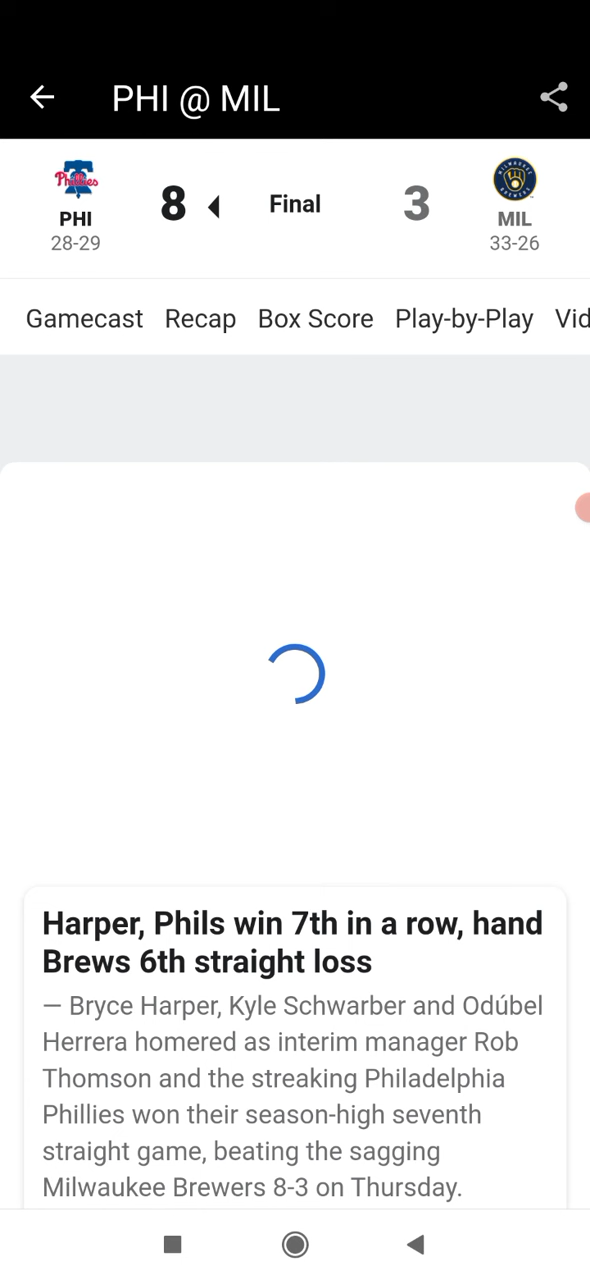 PHI @ MIL
Phillies
PHI
28-29
8
Final
3
MIL
33-26
Gamecast Recap Box Score Play-by-Play Vid
Harper, Phils win 7th in a row, hand
Brews 6th straight loss
— Bryce Harper, Kyle Schwarber and Odúbel
Herrera homered as interim manager Rob
Thomson and the streaking Philadelphia
Phillies won their season-high seventh
straight game, beating the sagging
Milwaukee Brewers 8-3 on Thursday.